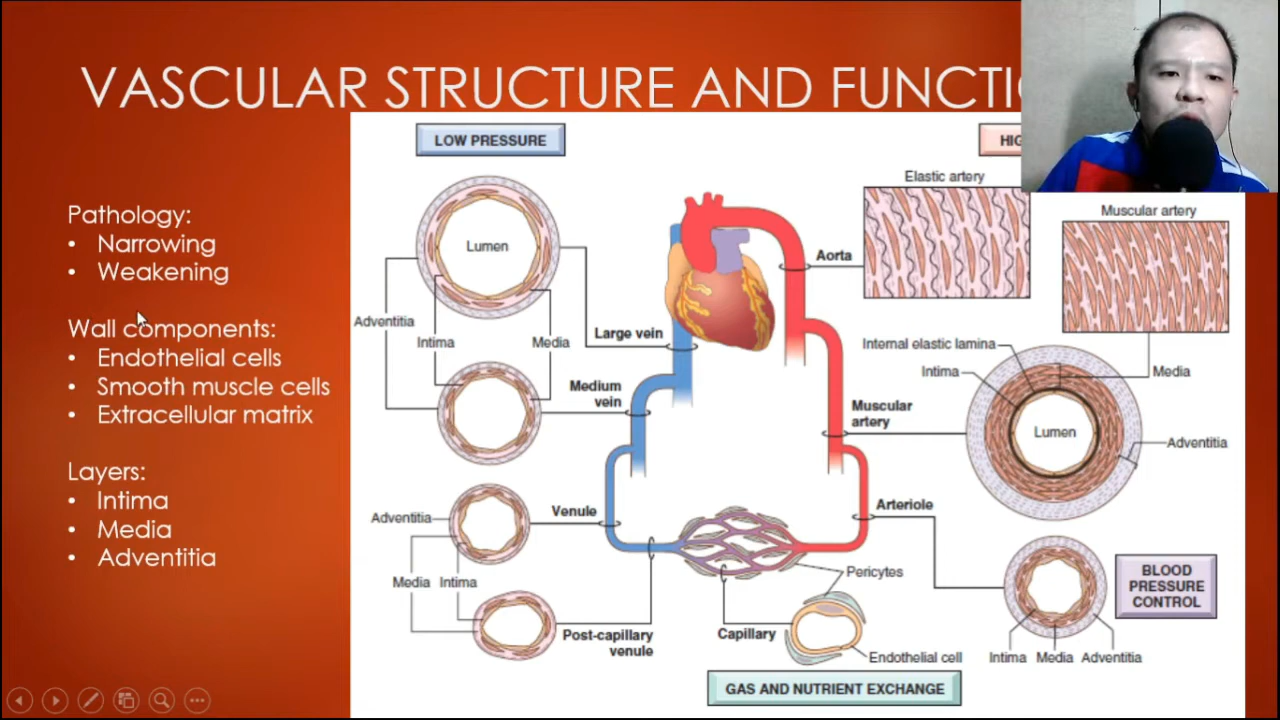 VASCULAR STRUCTURE AND FUNCTI
Pathology:
• Narrowing
• Weakening
Wall components:
• Endothelial cells
• Smooth muscle cells
• Extracellular matrix
Layers:
• Intima
• Media
• Adventitia
LOW PRESSURE
HIG
Elastic artery
Muscular artery
Lumen
Aorta
Adventitia
Intima
Media
Large vein
Internal elastic lamina
Intima
Media
Medium
vein
Muscular
artery
Lumen
Adventitia
Adventitia
Venule
Arteriole
Media
Intima
Pericytes
BLOOD
PRESSURE
CONTROL
Post-capillary
venule
Capillary
Endothelial cell
Intima
Media
Adventitia
GAS AND NUTRIENT EXCHANGE